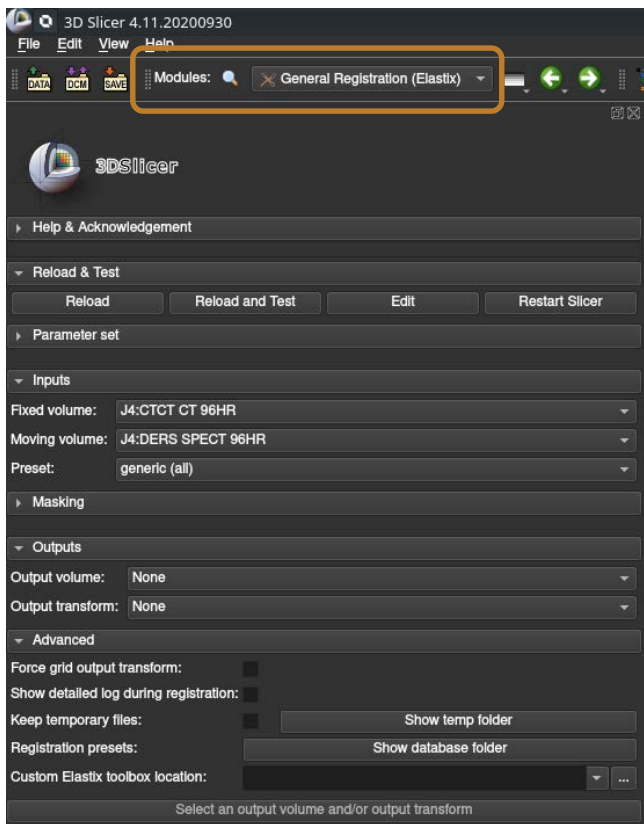 3D Slicer 4.11.20200930
File Edit View Help
DATA DCM SAVE Modules: General Registration (Elastix)
3DSlicer
Help & Acknowledgement
Reload & Test
Reload Reload and Test Edit Restart Slicer
Parameter set
Inputs
Fixed volume: J4:CTCT CT 96HR
Moving volume: J4:DERS SPECT 96HR
Preset: generic (all)
Masking
Outputs
Output volume: None
Output transform: None
Advanced
Force grid output transform:
Show detailed log during registration:
Keep temporary files: Show temp folder
Registration presets: Show database folder
Custom Elastix toolbox location: ...
Select an output volume and/or output transform